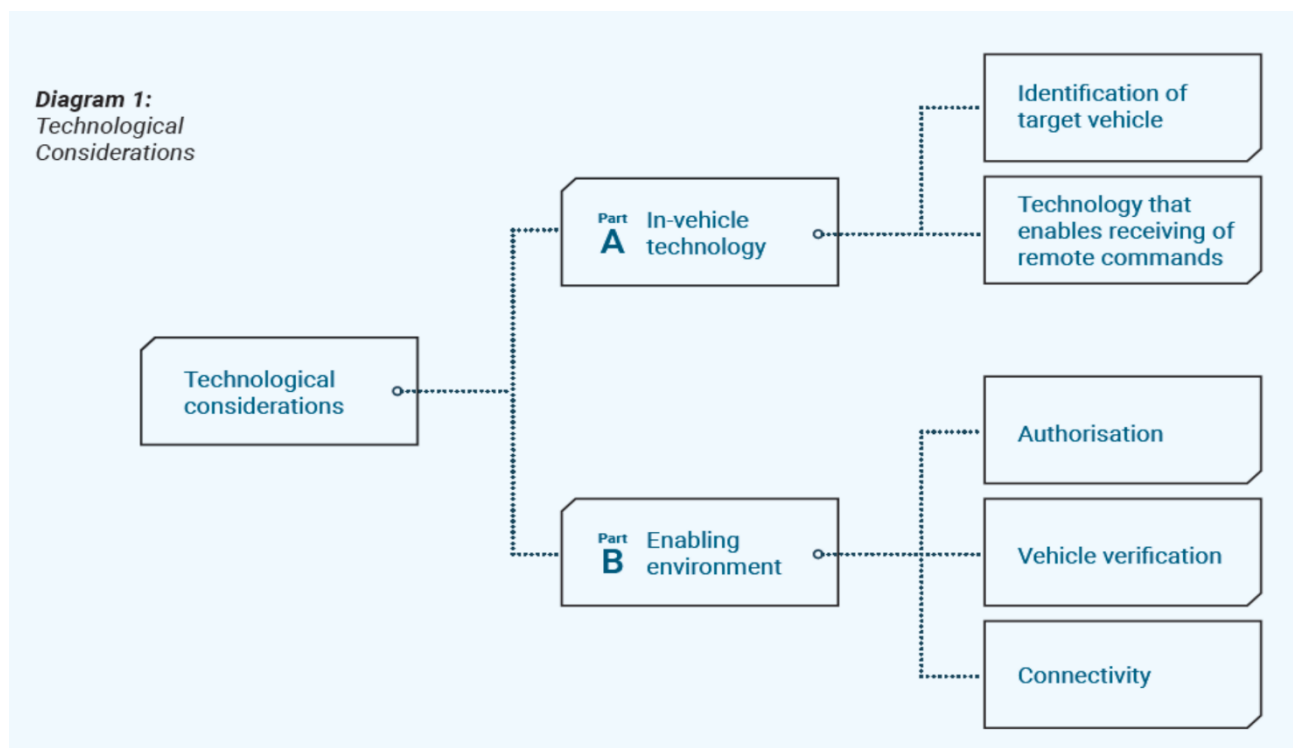 Diagram 1:
Technological
Considerations
Technological
considerations
Part
A
In-vehicle
technology
Identification of
target vehicle
Technology that
enables receiving of
remote commands
Part
B
Enabling
environment
Authorisation
Vehicle verification
Connectivity